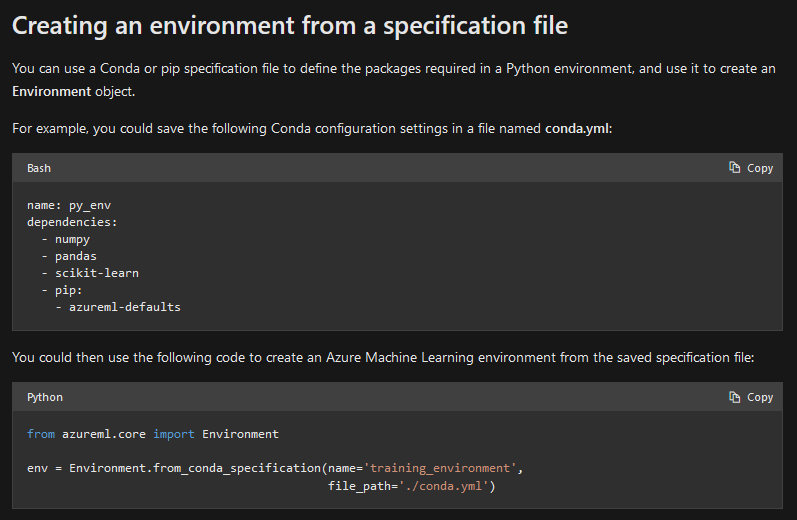 Creating an environment from a specification file
You can use a Conda or pip specification file to define the packages required in a Python environment, and use it to create an
Environment object.
For example, you could save the following Conda configuration settings in a file named conda.yml:
Bash
Copy
name: py_env
dependencies:
  - numpy
  - pandas
  - scikit-learn
  - pip:
    - azureml-defaults
You could then use the following code to create an Azure Machine Learning environment from the saved specification file:
Python
Copy
from azureml.core import Environment
env = Environment.from_conda_specification(name='training_environment',
                                           file_path='./conda.yml')